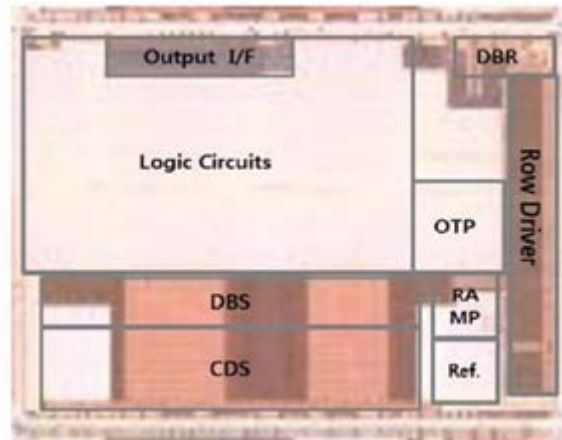 Output I/F
DBR
Logic Circuits
Row Driver
OTP
DBS
RA
MP
CDS
Ref.